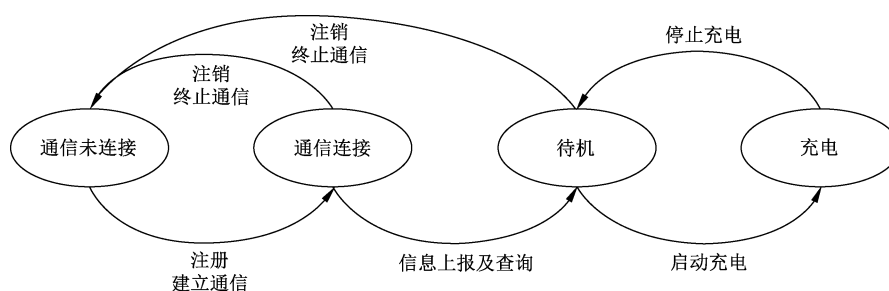 注销
终止通信
停止充电
注销
终止通信
通信未连接
通信连接
待机
充电
注册
建立通信
信息上报及查询
启动充电